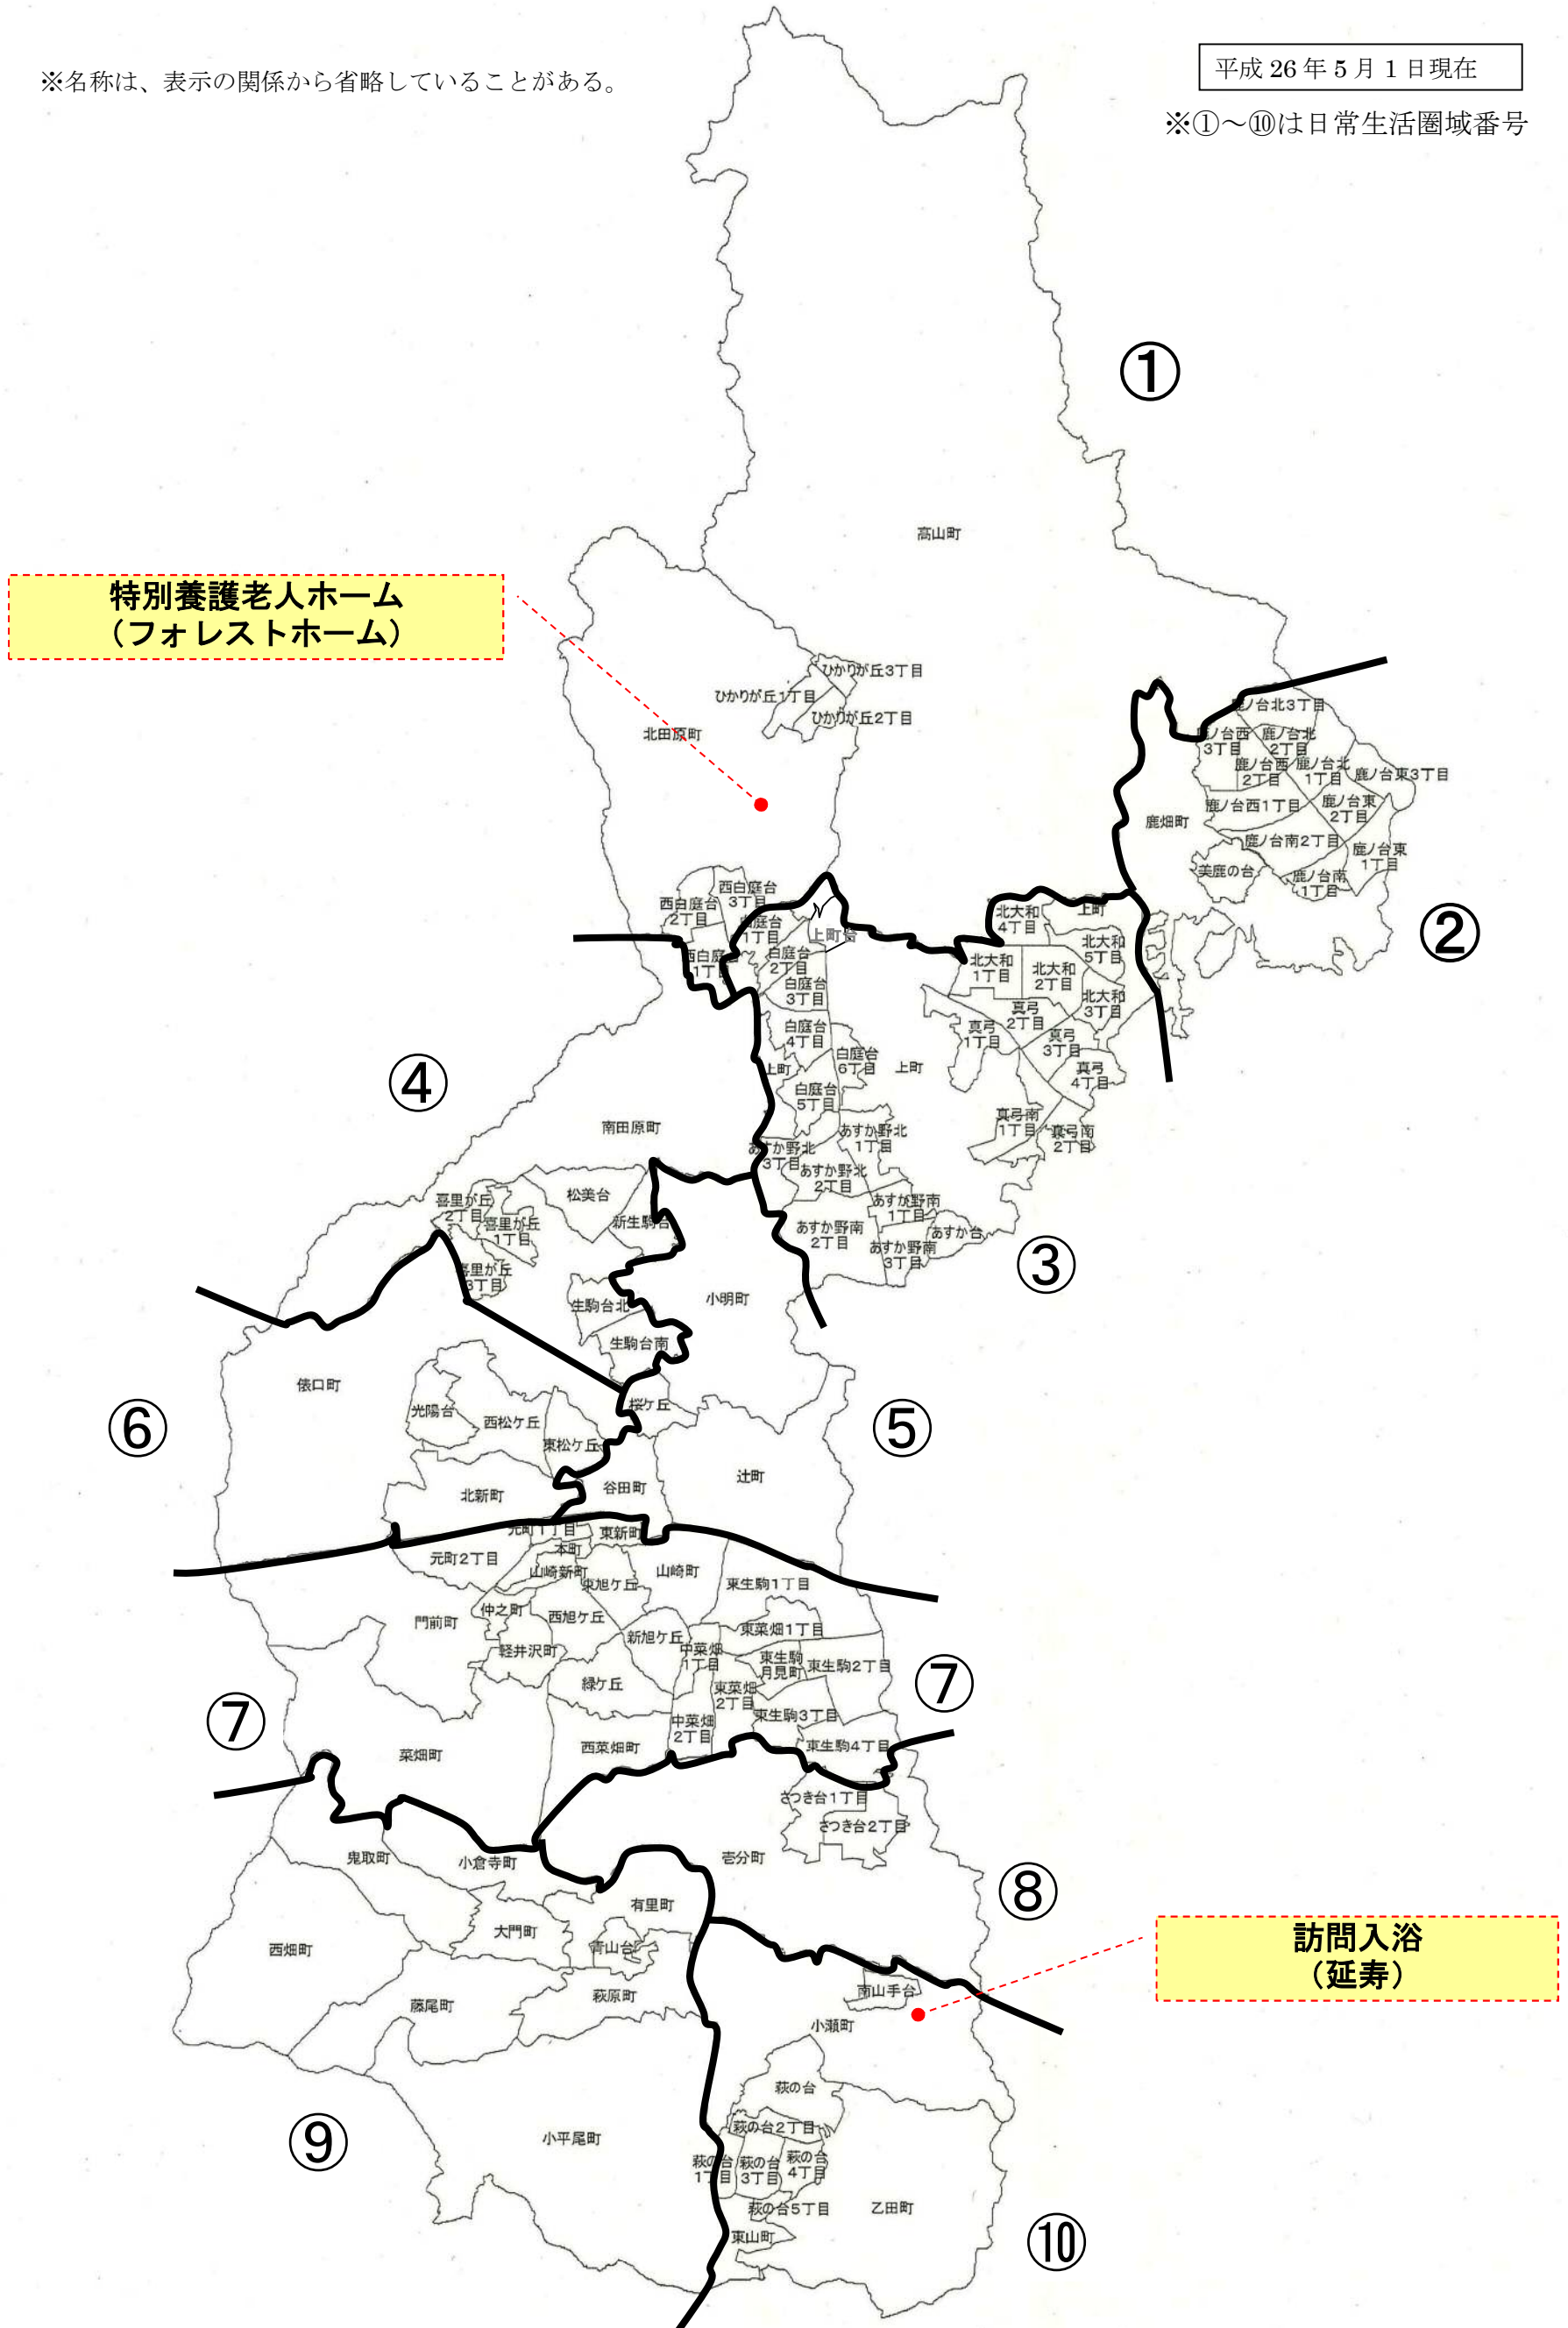 ※名称は、表示の関係から省略していることがある。
平成 26 年 5 月 1 日現在
※①～⑩は日常生活圏域番号
①
高山町
特別養護老人ホーム
（フォレストホーム）
ひかりが丘3丁目
ひかりが丘1丁目
ひかりが丘2丁目
北田原町
鹿ノ台北3丁目
鹿ノ台西
3丁目
鹿ノ台北
2丁目
鹿ノ台西
2丁目
鹿ノ台北
1丁目
鹿ノ台東3丁目
鹿ノ台西1丁目
鹿ノ台東
2丁目
鹿畑町
鹿ノ台南2丁目
鹿ノ台東
1丁目
美鹿の台
鹿ノ台南
1丁目
②
西白庭台
3丁目
西白庭台
2丁目
白庭台
1丁目
上町台
西白庭台
1丁目
白庭台
2丁目
白庭台
3丁目
北大和
4丁目
上町
北大和
5丁目
北大和
1丁目
北大和
2丁目
北大和
3丁目
真弓
2丁目
真弓
1丁目
真弓
3丁目
真弓
4丁目
白庭台
4丁目
白庭台
6丁目
上町
上町
白庭台
5丁目
④
真弓南
1丁目
真弓南
2丁目
南田原町
あすか野北
1丁目
あすか野北
3丁目
あすか野北
2丁目
あすか野南
1丁目
あすか野南
2丁目
あすか台
あすか野南
3丁目
③
喜里が丘
2丁目
喜里が丘
1丁目
喜里が丘
3丁目
松美台
新生駒台
小明町
生駒台北
生駒台南
俵口町
光陽台
西松ケ丘
東松ケ丘
桜ケ丘
⑥
⑤
辻町
谷田町
北新町
元町1丁目
東新町
本町
元町2丁目
山崎新町
東旭ケ丘
山崎町
東生駒1丁目
門前町
仲之町
西旭ケ丘
新旭ケ丘
東菜畑1丁目
軽井沢町
中菜畑
1丁目
東生駒
月見町
東生駒2丁目
緑ケ丘
東菜畑
2丁目
東生駒3丁目
中菜畑
2丁目
⑦
⑦
菜畑町
西菜畑町
東生駒4丁目
さつき台1丁目
さつき台2丁目
鬼取町
小倉寺町
壱分町
⑧
有里町
大門町
青山台
西畑町
訪問入浴
（延寿）
南山手台
萩原町
藤尾町
小瀬町
萩の台
⑨
小平尾町
萩の台2丁目
萩の台
1丁目
萩の台
3丁目
萩の台
4丁目
萩の台5丁目
乙田町
東山町
⑩